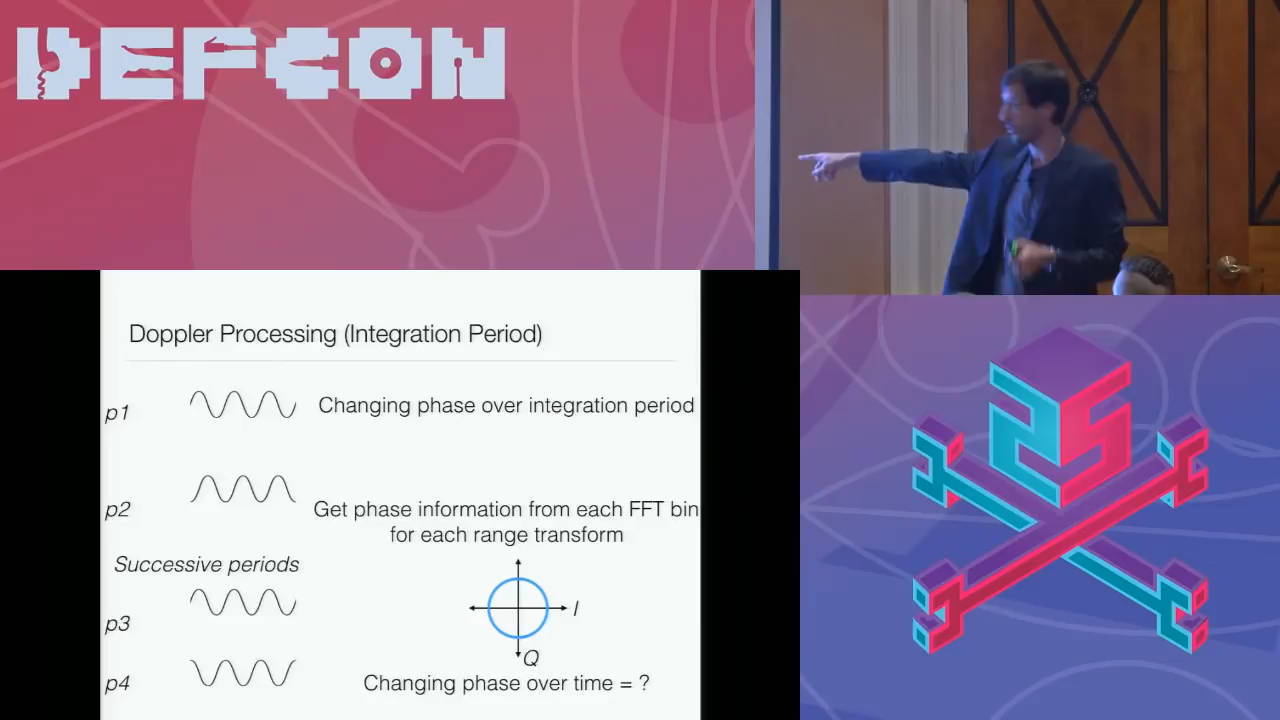 DEFCON
Doppler Processing (Integration Period)
p1
Changing phase over integration period
p2
Get phase information from each FFT bin
for each range transform
Successive periods
p3
I
Q
p4
Changing phase over time = ?
25